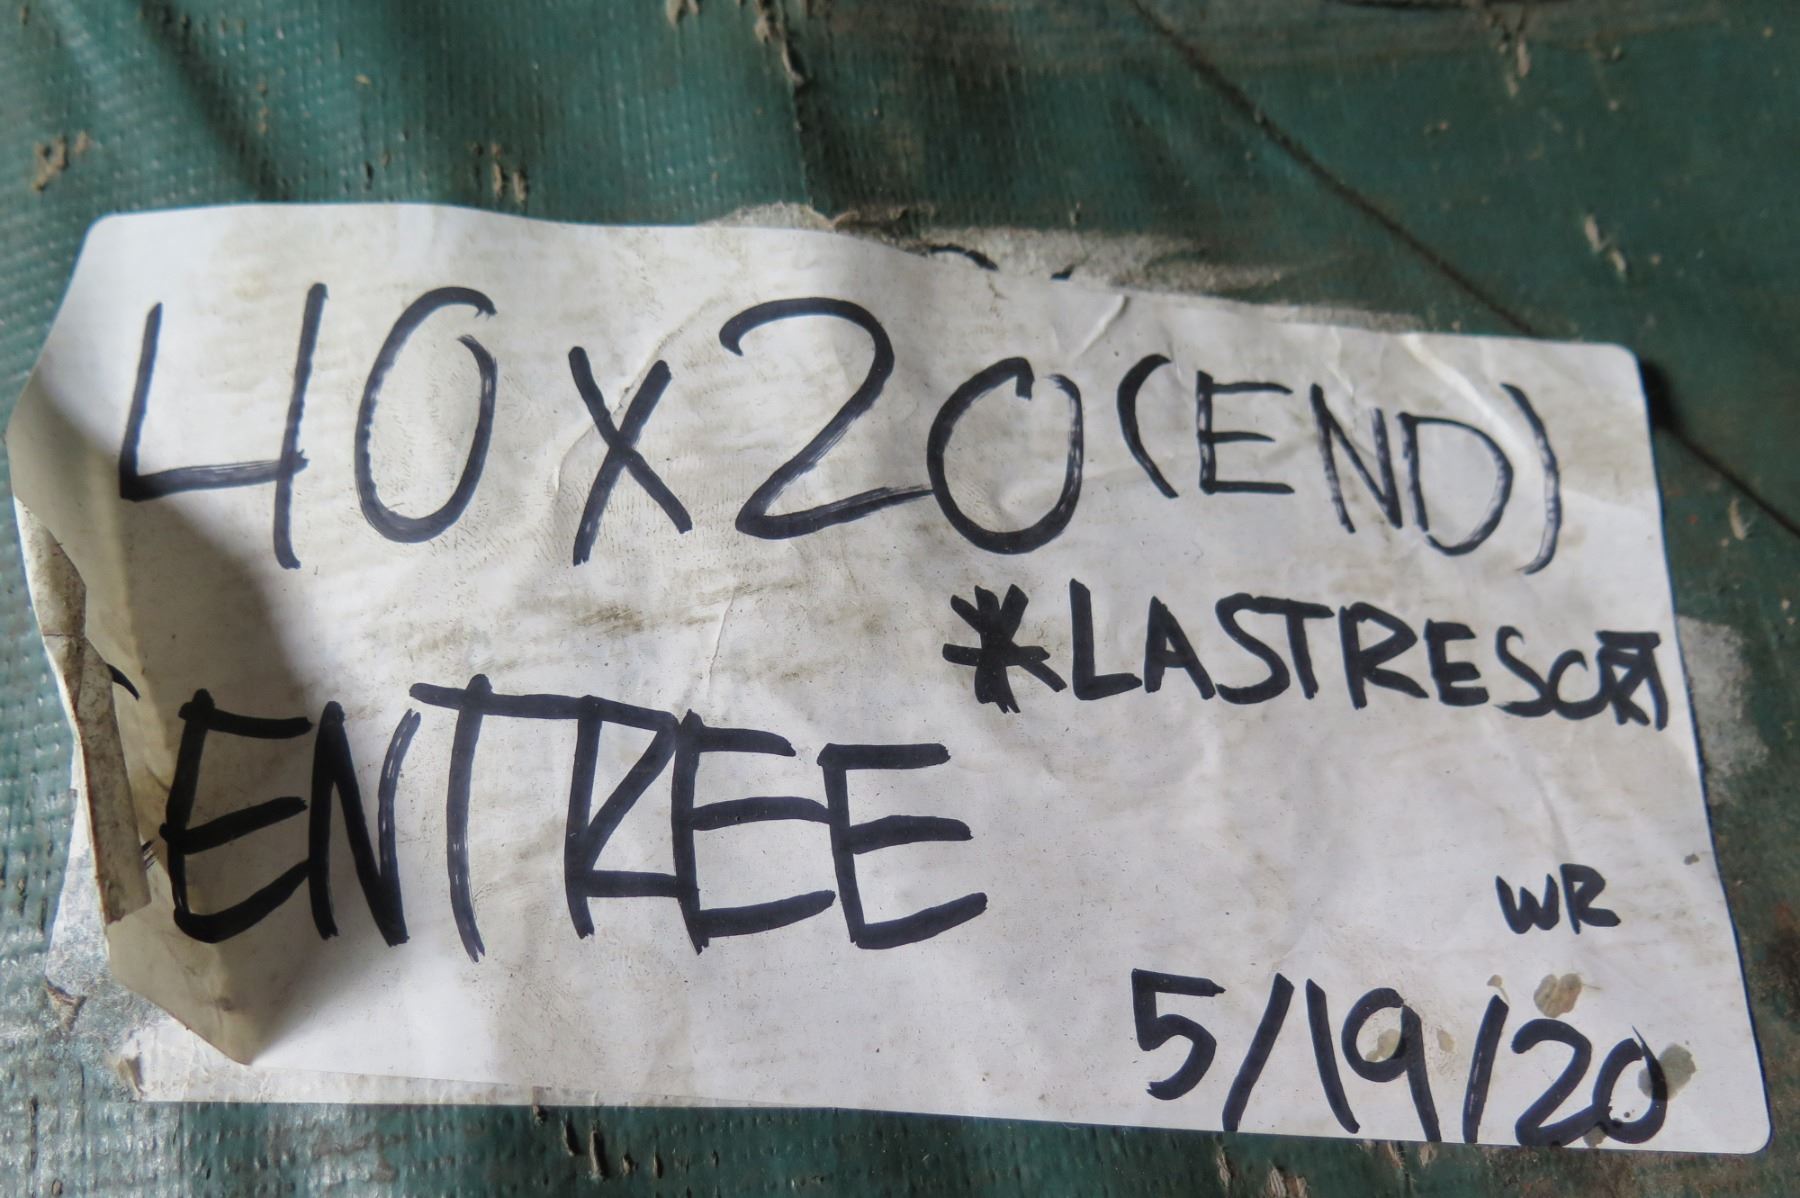 40x20 (END)
*LASTRESORT
ENTREE
WR
5/19/20